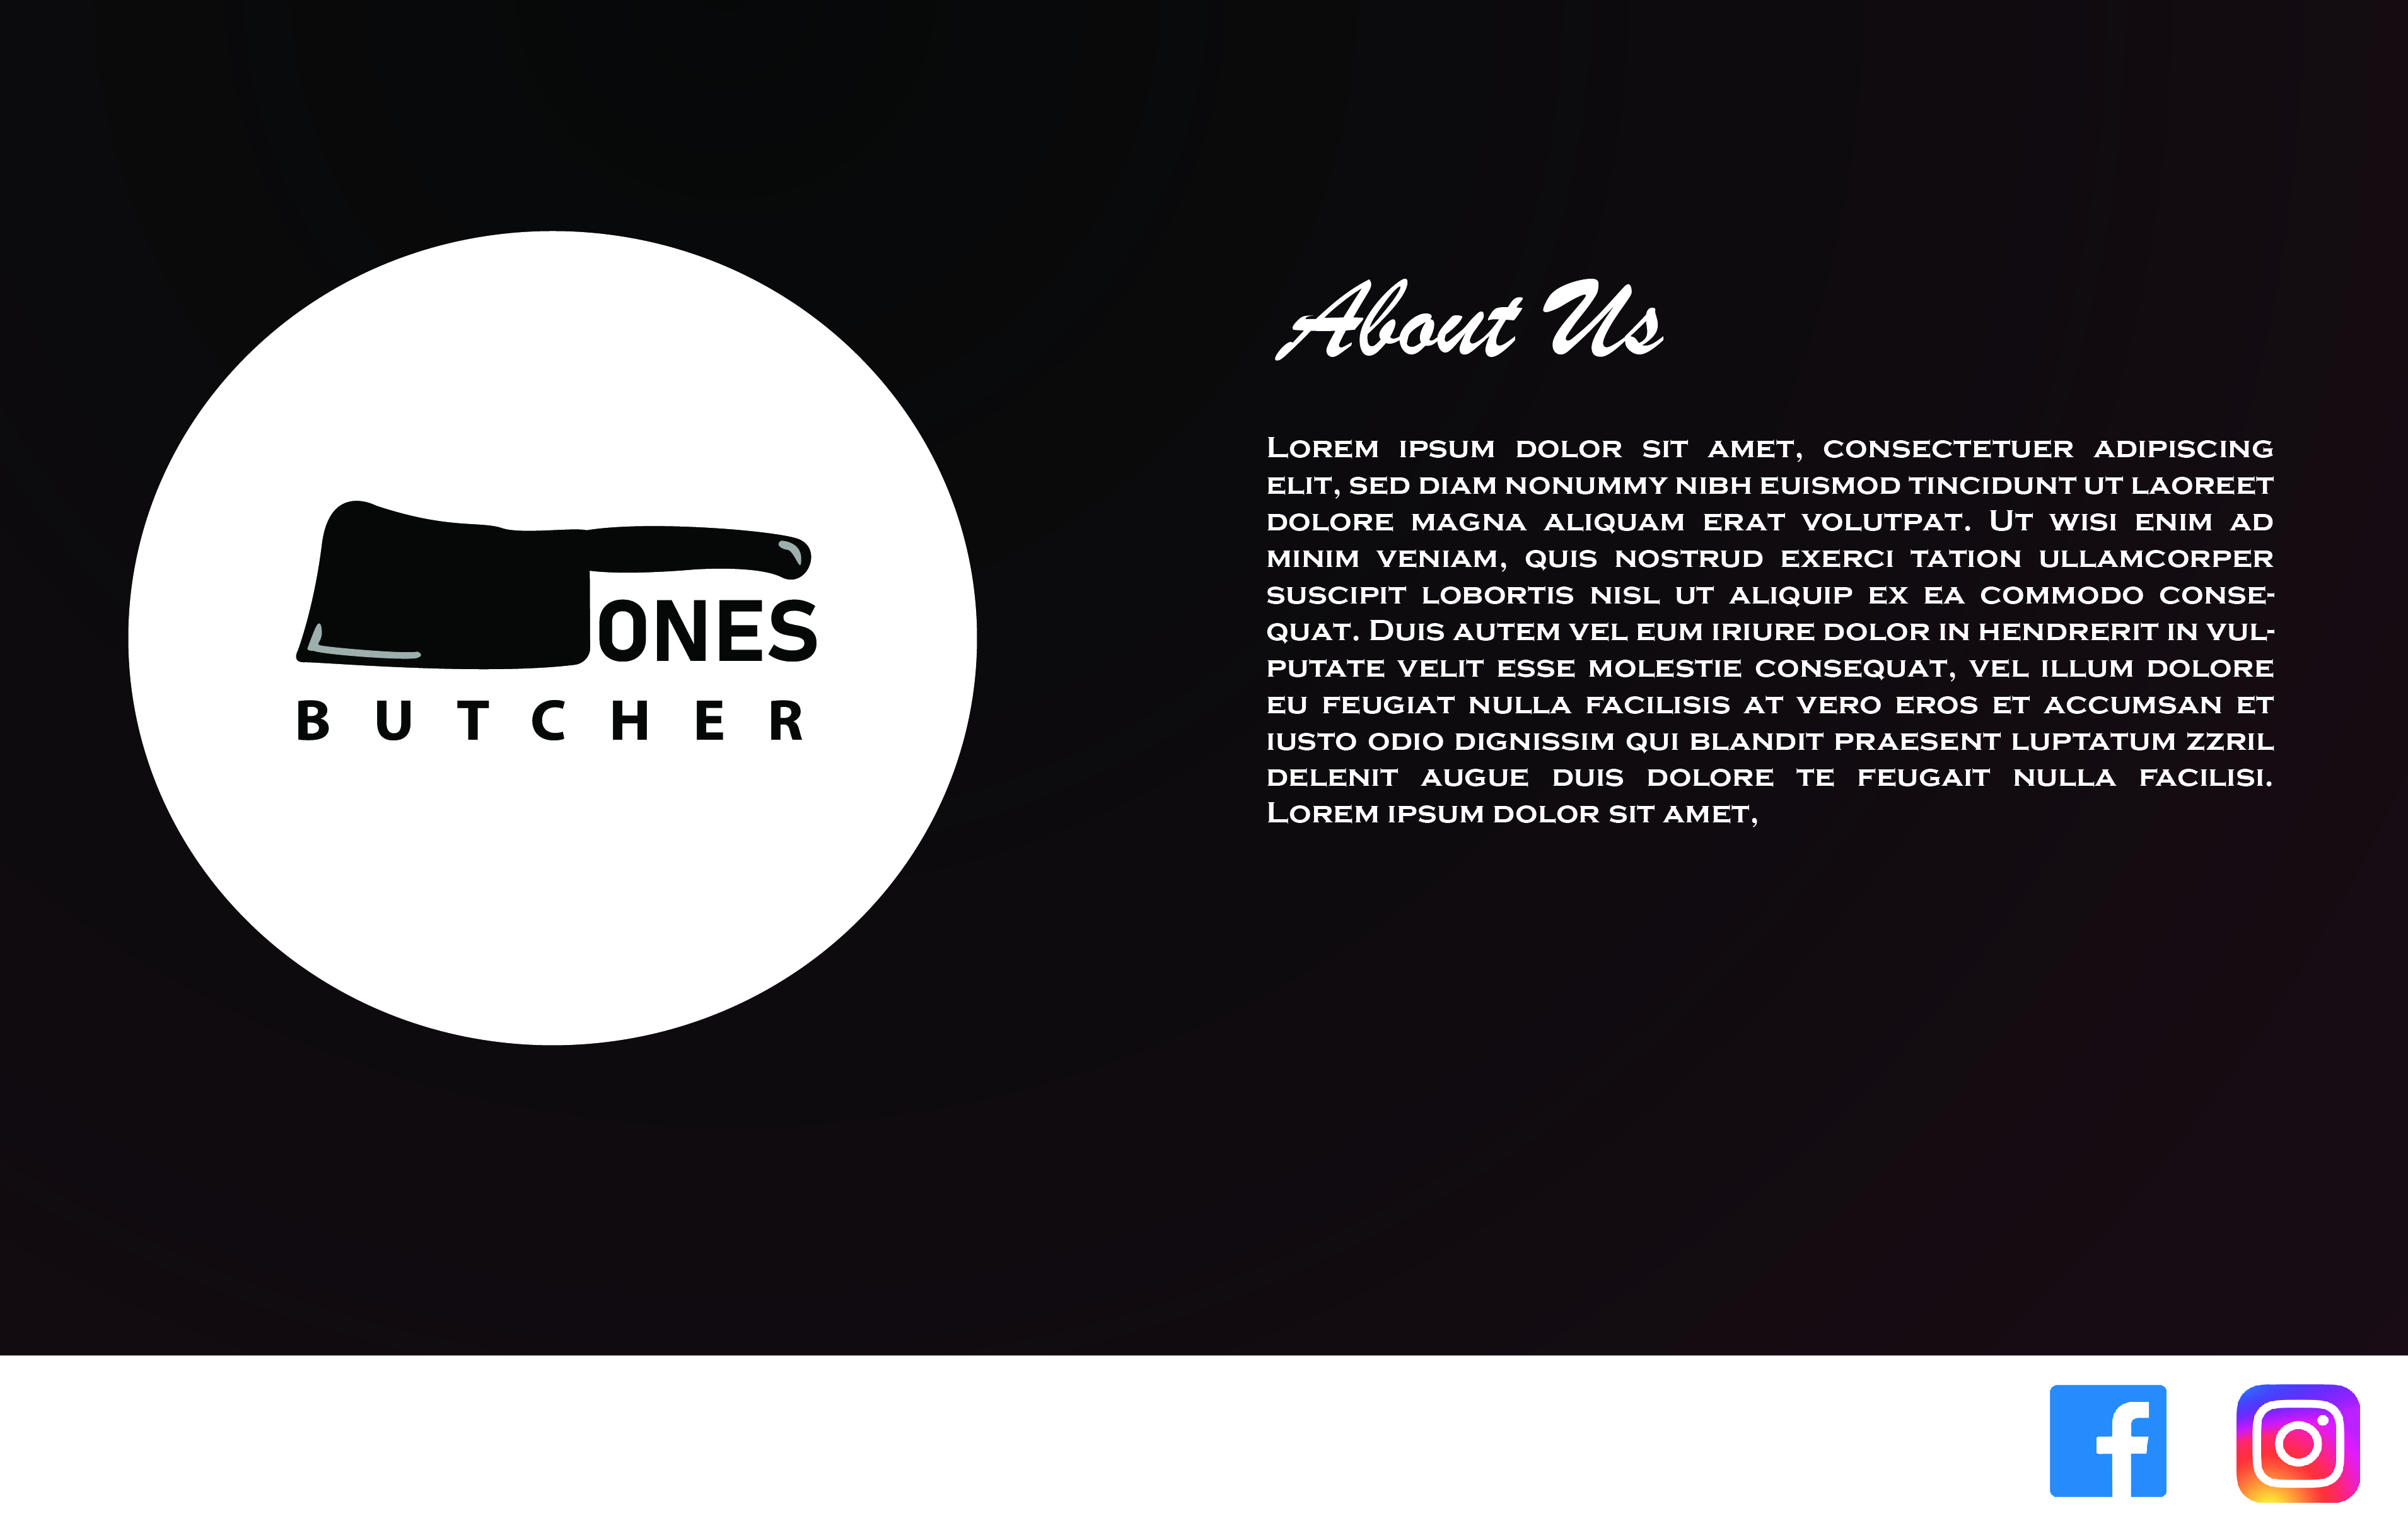 ONES
BUTCHER
About Us
Lorem ipsum dolor sit amet, consectetuer adipiscing
elit, sed diam nonummy nibh euismod tincidunt ut laoreet
dolore magna aliquam erat volutpat. Ut wisi enim ad
minim veniam, quis nostrud exerci tation ullamcorper
suscipit lobortis nisl ut aliquip ex ea commodo conse-
quat. Duis autem vel eum iriure dolor in hendrerit in vul-
putate velit esse molestie consequat, vel illum dolore
eu feugiat nulla facilisis at vero eros et accumsan et
iusto odio dignissim qui blandit praesent luptatum zzril
delenit augue duis dolore te feugait nulla facilisi.
Lorem ipsum dolor sit amet,